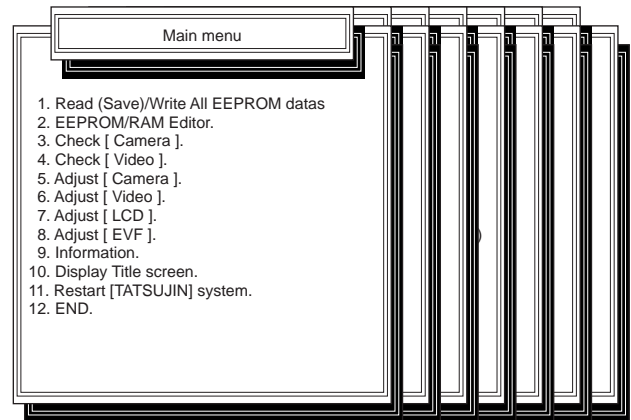 Main menu
1. Read (Save)/Write All EEPROM datas
2. EEPROM/RAM Editor.
3. Check [ Camera ].
4. Check [ Video ].
5. Adjust [ Camera ].
6. Adjust [ Video ].
7. Adjust [ LCD ].
8. Adjust [ EVF ].
9. Information.
10. Display Title screen.
11. Restart [TATSUJIN] system.
12. END.
)